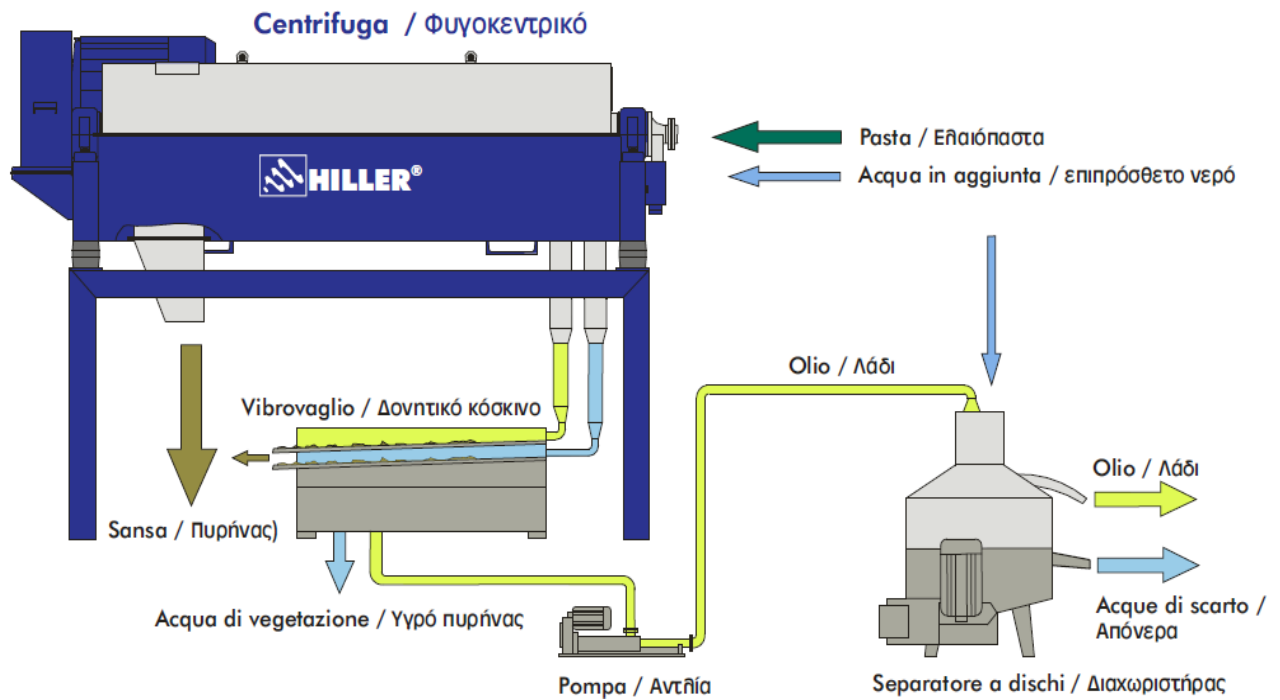 Centrifuga / Φυγοκεντρικό
HILLER®
Pasta / Ελαιόπαστα
Acqua in aggiunta / επιπρόσθετο νερό
Olio / Λάδι
Vibrovaglio / Δονητικό κόσκινο
Olio / Λάδι
Sansa / Πυρήνας)
Acqua di vegetazione / Υγρό πυρήνας
Acque di scarto /
Απόνερα
Pompa / Αντλία
Separatore a dischi / Διαχωριστήρας